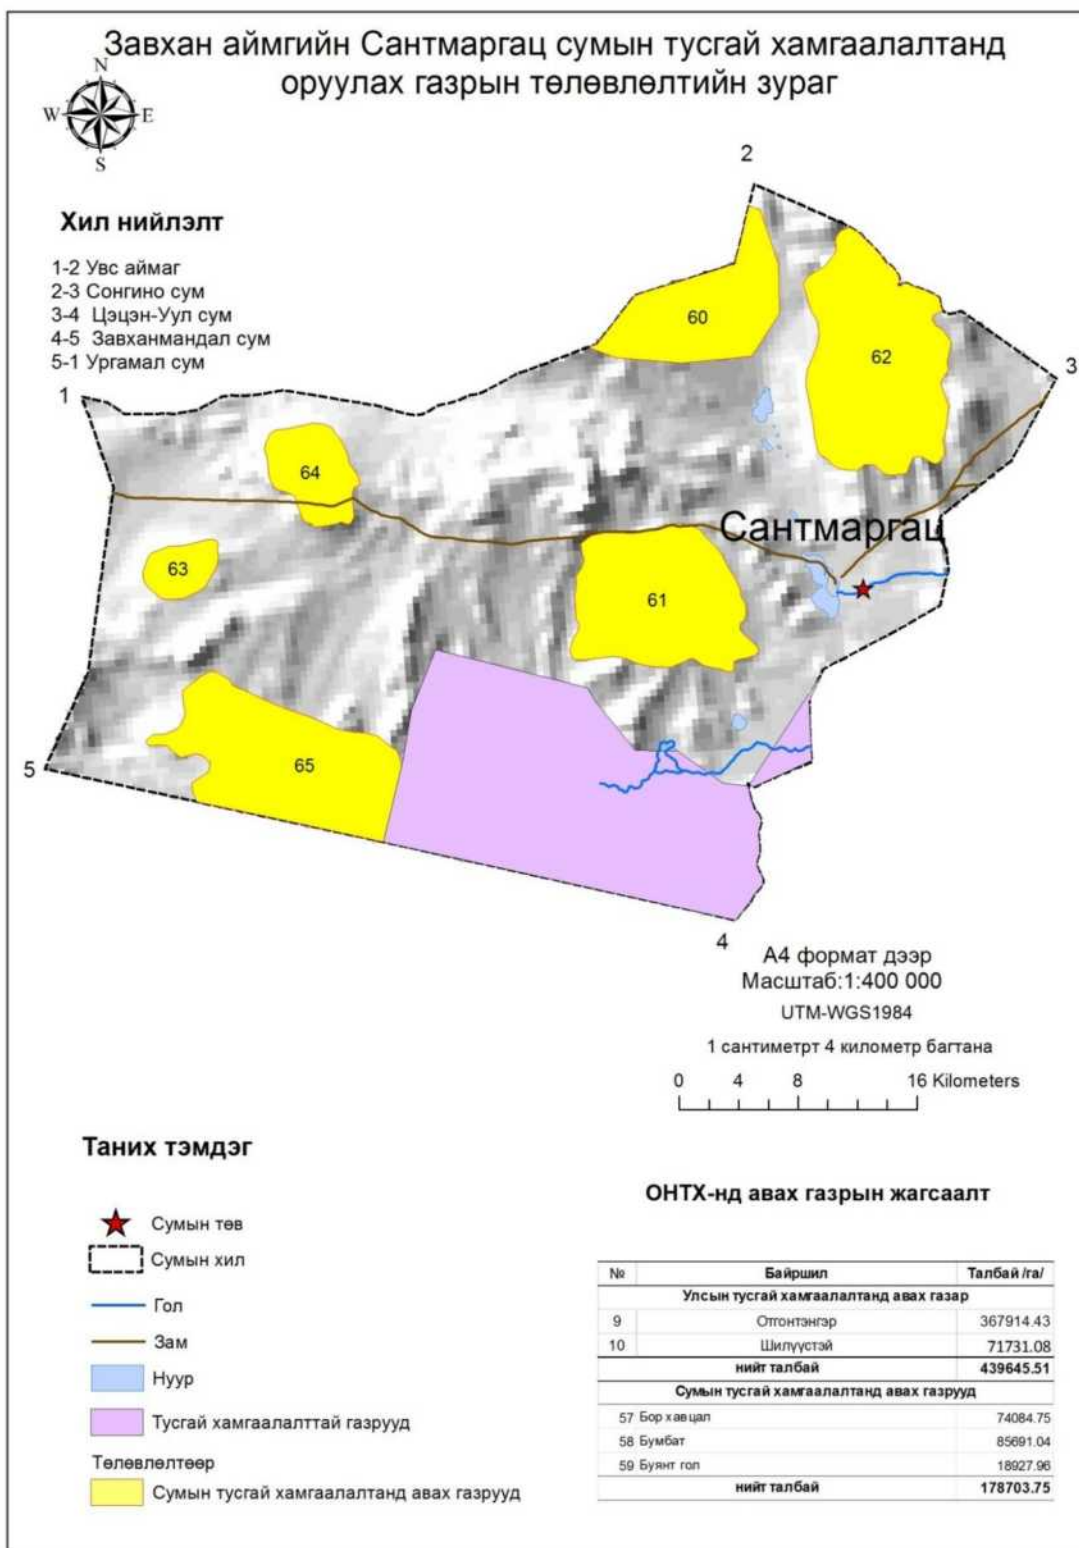 Завхан аймгийн Сантмаргац сумын тусгай хамгаалалтанд
оруулах газрын төлөвлөлтийн зураг
N
W E
S
Хил нийлэлт
1-2 Увс аймаг
2-3 Сонгино сум
3-4 Цэцэн-Уул сум
4-5 Завханмандал сум
5-1 Ургамал сум
2
60
62
3
1
64
Сантмаргац
63
61
65
5
4
А4 формат дээр
Масштаб:1:400 000
UTM-WGS1984
1 сантиметрт 4 километр багтана
0 4 8 16 Kilometers
Таних тэмдэг
Сумын төв
Сумын хил
Гол
Зам
Нуур
Тусгай хамгаалалттай газрууд
Төлөвлөлтөөр
Сумын тусгай хамгаалалтанд авах газрууд
ОНТХ-нд авах газрын жагсаалт
№ Байршил Талбай /га/
Улсын тусгай хамгаалалтанд авах газар
9 Отгонтэнгэр 367914.43
10 Шилүүстэй 71731.08
нийт талбай 439645.51
Сумын тусгай хамгаалалтанд авах газрууд
57 Бор хавцал 74084.75
58 Бумбат 85691.04
59 Буянт гол 18927.96
нийт талбай 178703.75